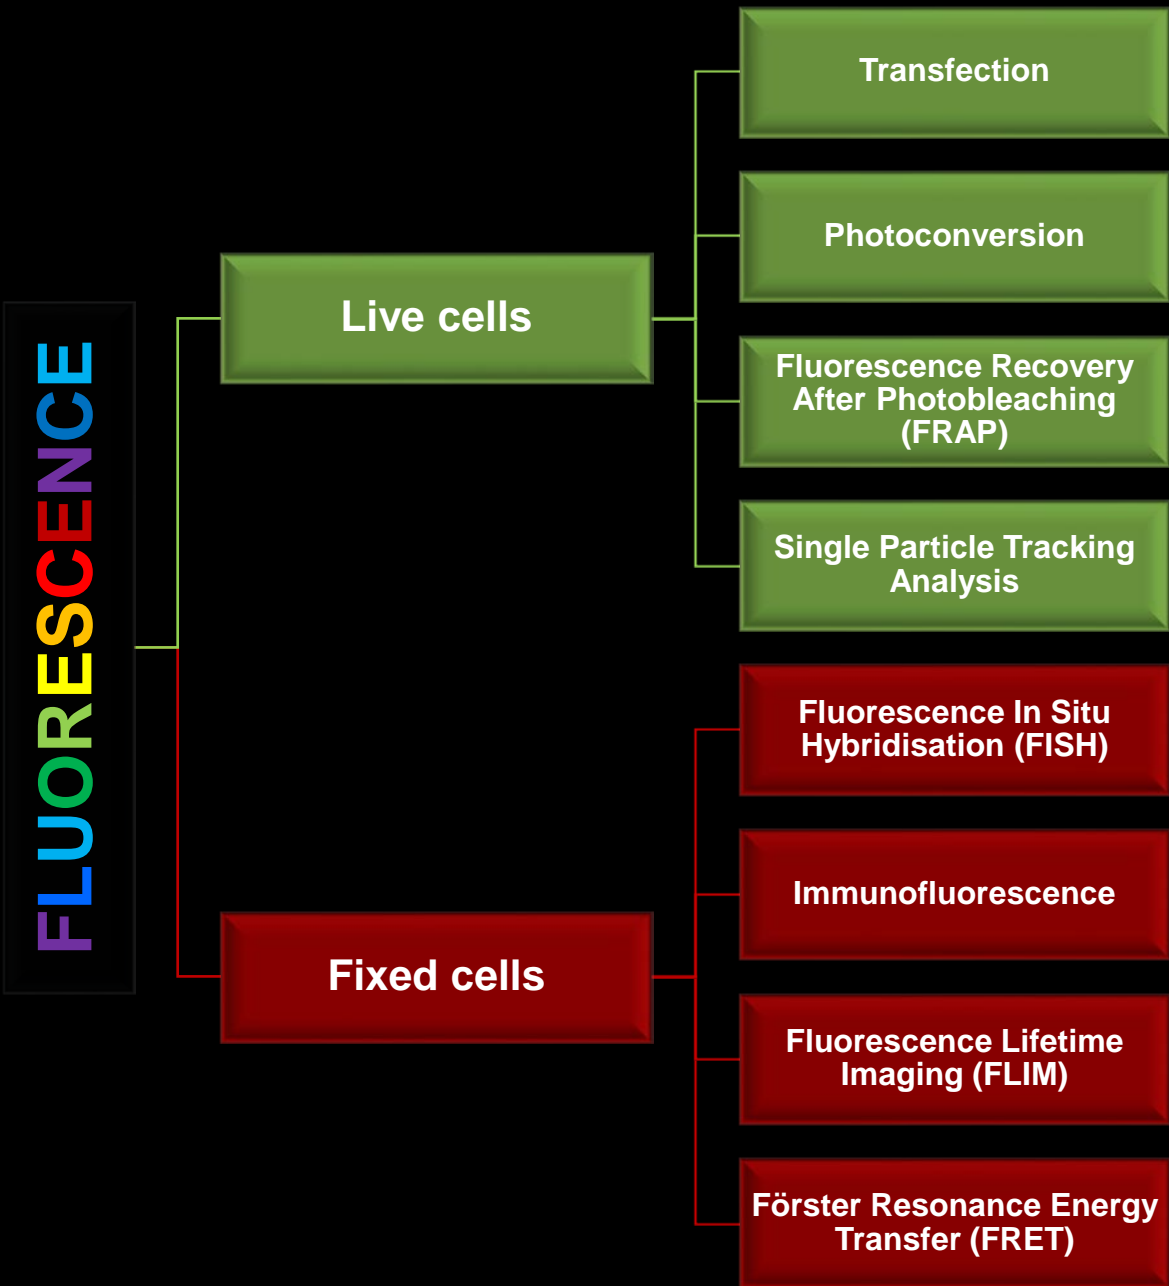 FLUORESCENCE
Live cells
Transfection
Photoconversion
Fluorescence Recovery
After Photobleaching
(FRAP)
Single Particle Tracking
Analysis
Fixed cells
Fluorescence In Situ
Hybridisation (FISH)
Immunofluorescence
Fluorescence Lifetime
Imaging (FLIM)
Förster Resonance Energy
Transfer (FRET)